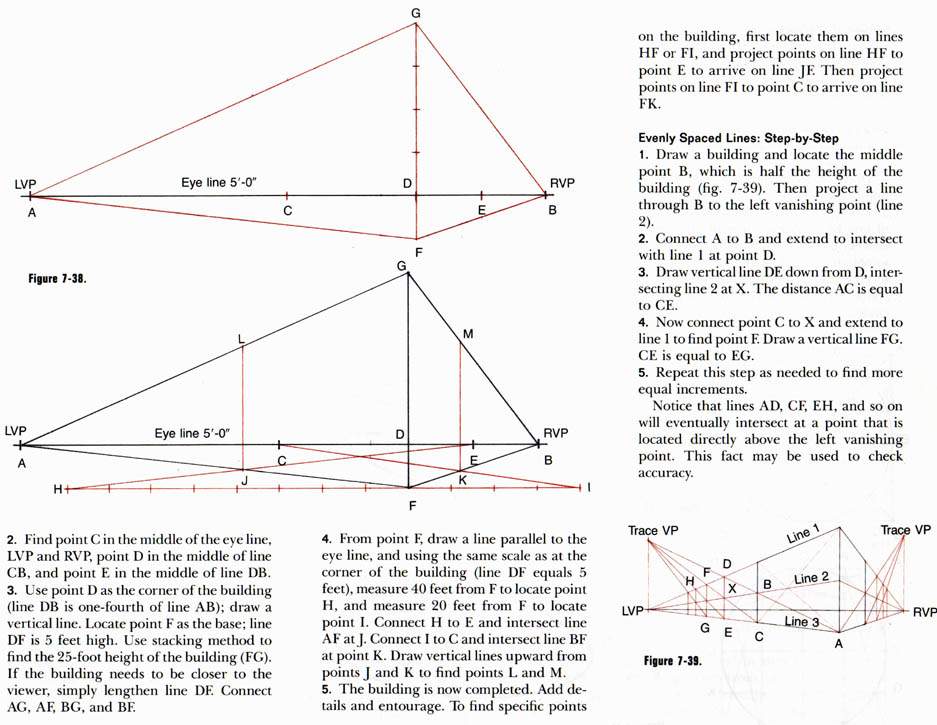 G
LVP
Eye line 5'-0"
D
RVP
A
C
E
B
F
Figure 7-38.
G
L
M
LVP
Eye line 5'-0"
D
RVP
A
C
E
B
H
J
K
I
F
2. Find point C in the middle of the eye line,
LVP and RVP, point D in the middle of line
CB, and point E in the middle of line DB.
3. Use point D as the corner of the building
(line DB is one-fourth of line AB); draw a
vertical line. Locate point F as the base; line
DF is 5 feet high. Use stacking method to
find the 25-foot height of the building (FG).
If the building needs to be closer to the
viewer, simply lengthen line DF. Connect
AG, AF, BG, and BF.
4. From point F, draw a line parallel to the
eye line, and using the same scale as at the
corner of the building (line DF equals 5
feet), measure 40 feet from F to locate point
H, and measure 20 feet from F to locate
point I. Connect H to E and intersect line
AF at J. Connect I to C and intersect line BF
at point K. Draw vertical lines upward from
points J and K to find points L and M.
5. The building is now completed. Add de-
tails and entourage. To find specific points
on the building, first locate them on lines
HF or FI, and project points on line HF to
point E to arrive on line JF. Then project
points on line FI to point C to arrive on line
FK.
Evenly Spaced Lines: Step-by-Step
1. Draw a building and locate the middle
point B, which is half the height of the
building (fig. 7-39). Then project a line
through B to the left vanishing point (line
2).
2. Connect A to B and extend to intersect
with line 1 at point D.
3. Draw vertical line DE down from D, inter-
secting line 2 at X. The distance AC is equal
to CE.
4. Now connect point C to X and extend to
line 1 to find point F. Draw a vertical line FG.
CE is equal to EG.
5. Repeat this step as needed to find more
equal increments.
Notice that lines AD, CF, EH, and so on
will eventually intersect at a point that is
located directly above the left vanishing
point. This fact may be used to check
accuracy.
Trace VP
Line 1
Trace VP
D
F
H
X
B
Line 2
LVP
RVP
G
E
C
Line 3
A
Figure 7-39.